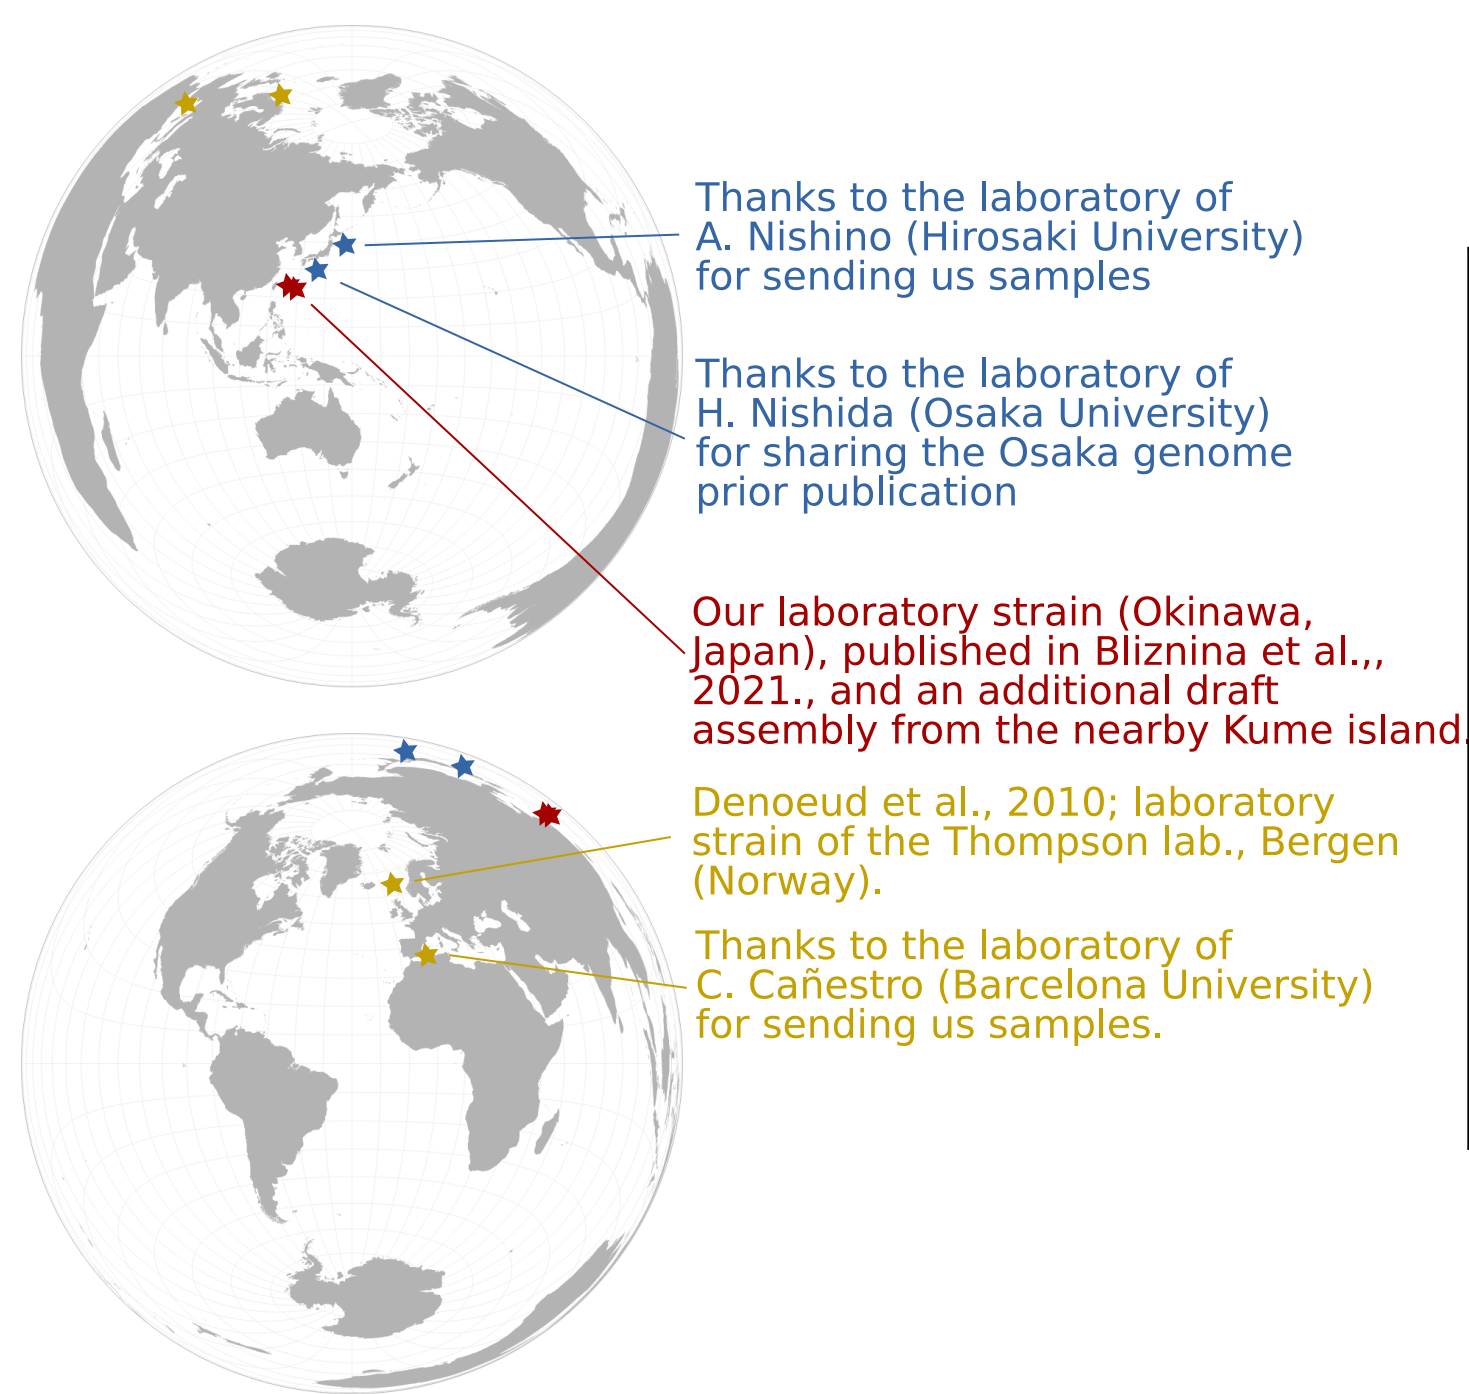 Thanks to the laboratory of
A. Nishino (Hirosaki University)
for sending us samples
Thanks to the laboratory of
H. Nishida (Osaka University)
for sharing the Osaka genome
prior publication
Our laboratory strain (Okinawa,
Japan), published in Bliznina et al.,,
2021., and an additional draft
assembly from the nearby Kume island.
Denoeud et al., 2010; laboratory
strain of the Thompson lab., Bergen
(Norway).
Thanks to the laboratory of
C. Cañestro (Barcelona University)
for sending us samples.